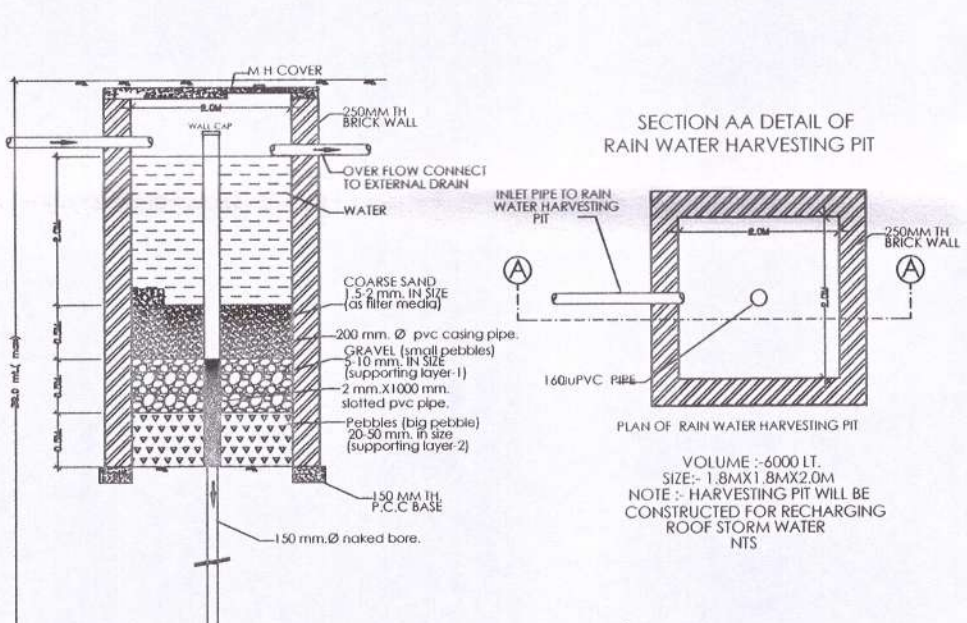 M H COVER
2.0M
WALL CAP
250MM TH
BRICK WALL
OVER FLOW CONNECT
TO EXTERNAL DRAIN
WATER
2.0M
COARSE SAND
1.5-2 mm. IN SIZE
(as filter media)
200 mm. Ø pvc casing pipe.
GRAVEL (small pebbles)
5-10 mm. IN SIZE
(supporting layer-1)
2 mm.X1000 mm.
slotted pvc pipe.
Pebbles (big pebble)
20-50 mm. in size
(supporting layer-2)
150 MM TH.
P.C.C BASE
150 mm.Ø naked bore.
SECTION AA DETAIL OF
RAIN WATER HARVESTING PIT
INLET PIPE TO RAIN
WATER HARVESTING
PIT
2.0M
2.0M
250MM TH
BRICK WALL
A
A
160uPVC PIPE
PLAN OF RAIN WATER HARVESTING PIT
VOLUME :-6000 LT.
SIZE:- 1.8MX1.8MX2.0M
NOTE :- HARVESTING PIT WILL BE
CONSTRUCTED FOR RECHARGING
ROOF STORM WATER
NTS